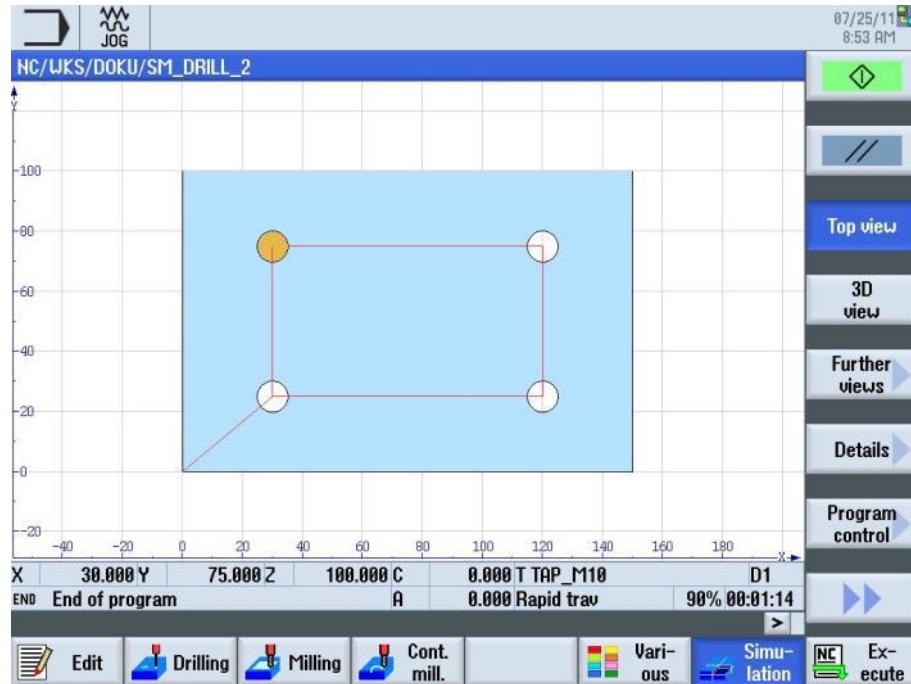 JOG
07/25/11
8:53 AM
NC/WKS/DOKU/SM_DRILL_2
Y
100
80
60
40
20
0
-20
-40 -20 0 20 40 60 80 100 120 140 160 180
X
X 30.000 Y 75.000 Z 100.000 C 0.000 T TAP_M10 D1
END End of program A 0.000 Rapid trav 90% 00:01:14
>
Top view
3D
view
Further
views
Details
Program
control
Edit
Drilling
Milling
Cont.
mill.
Vari-
ous
Simu-
lation
NC
Ex-
ecute